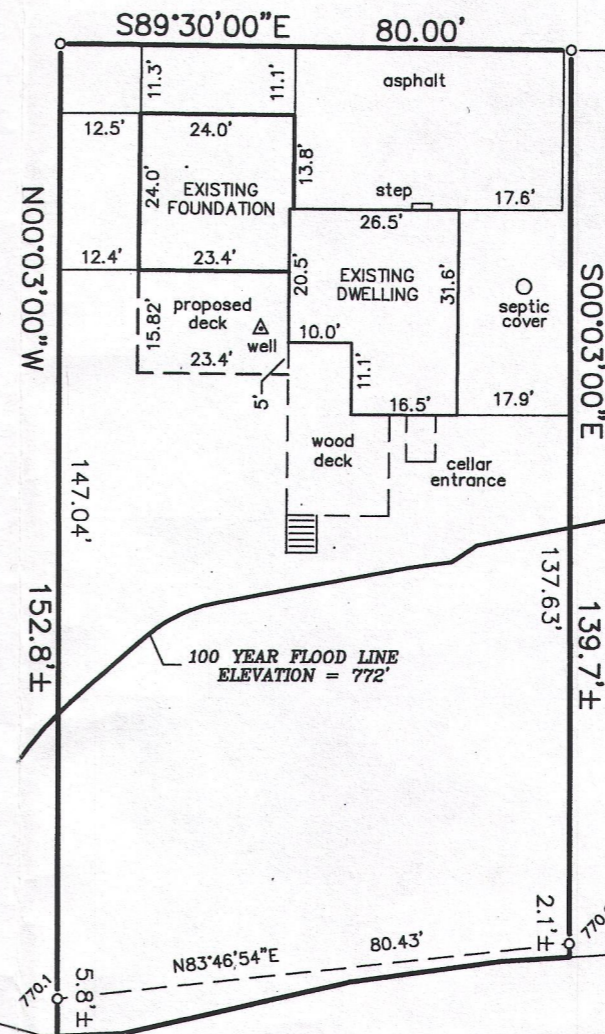 S89°30'00"E 80.00'
11.3'
11.1'
asphalt
12.5'
24.0'
13.8'
24.0'
EXISTING
FOUNDATION
step
17.6'
26.5'
N00°03'00"W
12.4'
23.4'
20.5'
EXISTING
DWELLING
31.6'
septic
cover
S00°03'00"E
proposed
deck
15.82'
well
10.0'
23.4'
5'
11.1'
16.5'
17.9'
wood
deck
cellar
entrance
147.04'
137.63'
152.8'±
139.7'±
100 YEAR FLOOD LINE
ELEVATION = 772'
2.1'±
N83°46'54"E 80.43'
770.1
5.8'±